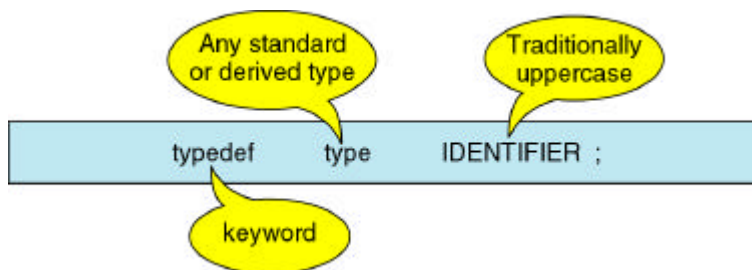 Any standard
or derived type
Traditionally
uppercase
typedef type IDENTIFIER ;
keyword